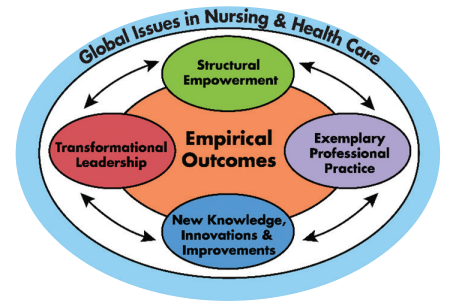 Global Issues in Nursing & Health Care
Structural
Empowerment
Transformational
Leadership
Empirical
Outcomes
Exemplary
Professional
Practice
New Knowledge,
Innovations &
Improvements